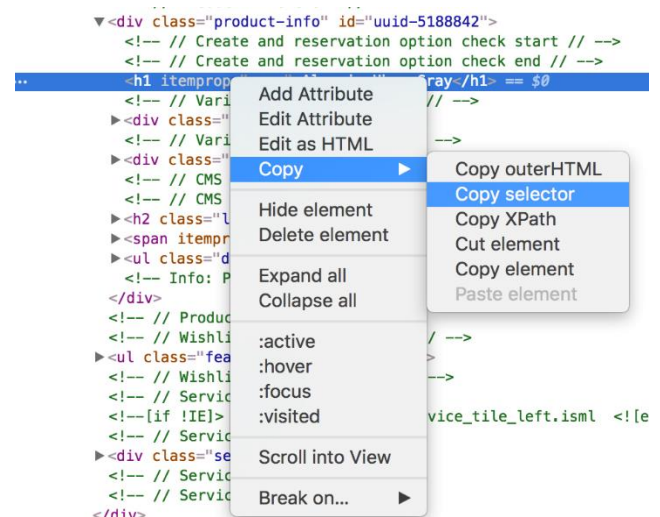 ▼<div class="product-info" id="uuid-5188842">
<!-- // Create and reservation option check start // -->
<!-- // Create and reservation option check end // -->
... <h1 itemprop Gray</h1> == $0
<!-- // Vari // -->
▶<div class="
<!-- // Vari -->
▶<div class="
<!-- // CMS
<!-- // CMS
▶<h2 class="l
▶<span itempr
▶<ul class="d
<!-- Info: P
</div>
<!-- // Produc
<!-- // Wishli / -->
▶<ul class="fea >
<!-- // Wishli -->
<!-- // Servic
<!--[if !IE]> vice_tile_left.isml <![e
<!-- // Servic
▶<div class="se
<!-- // Servic
<!-- // Servic
</div>
Add Attribute
Edit Attribute
Edit as HTML
Copy ▶
Hide element
Delete element
Expand all
Collapse all
:active
:hover
:focus
:visited
Scroll into View
Break on... ▶
Copy outerHTML
Copy selector
Copy XPath
Cut element
Copy element
Paste element